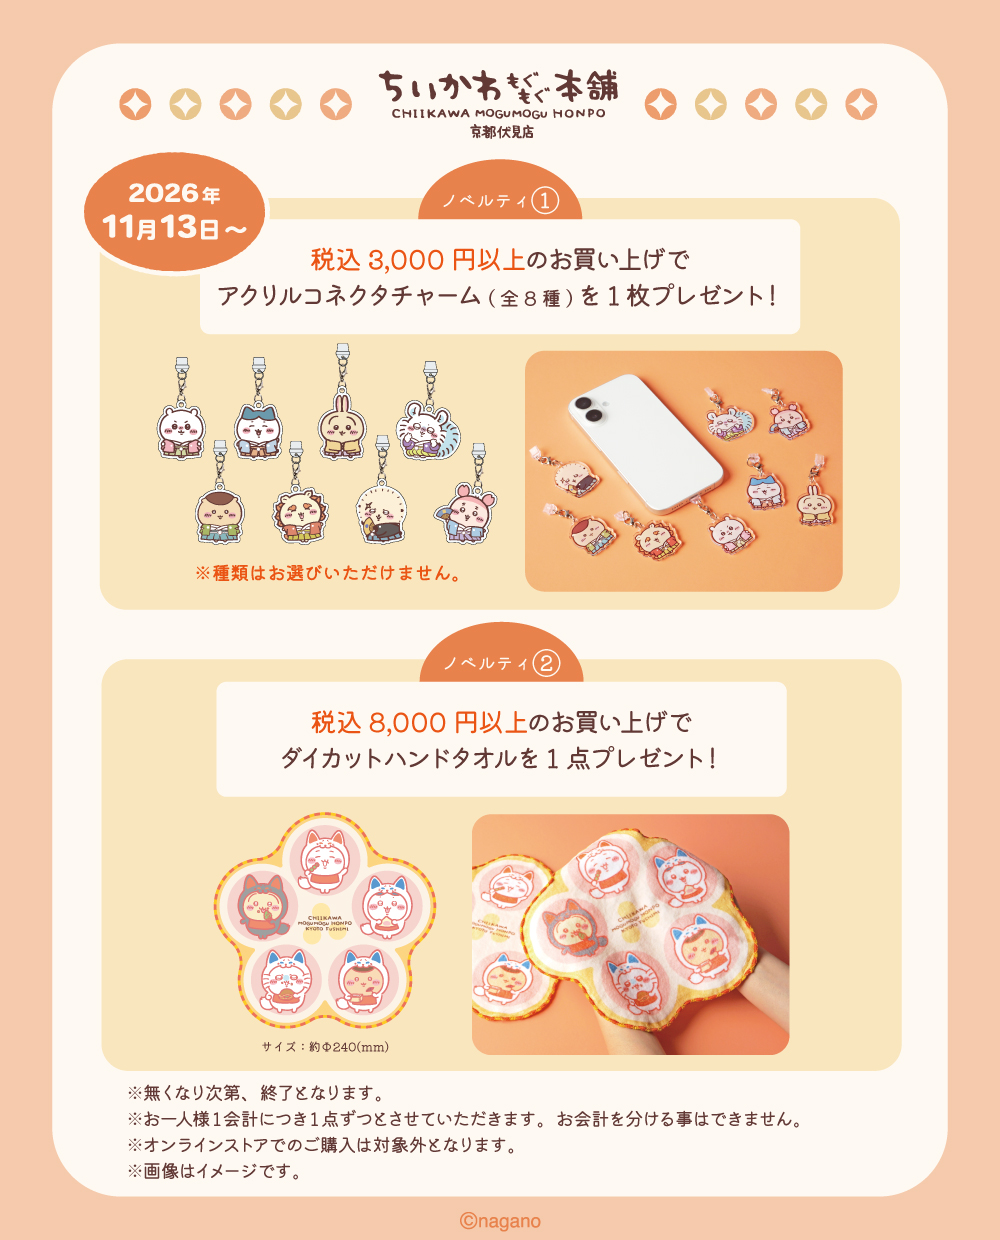 ちいかわもぐもぐ本舗
CHIIKAWA MOGUMOGU HONPO
京都伏見店
2026年
11月13日～
ノベルティ①
税込 3,000 円以上のお買い上げで
アクリルコネクタチャーム(全8種)を1枚プレゼント!
※種類はお選びいただけません。
ノベルティ②
税込 8,000 円以上のお買い上げで
ダイカットハンドタオルを1点プレゼント!
CHIIKAWA
MOGUMOGU HONPO
KYOTO FUSHIMI
CHIIKAWA
MOGUMOGU HONPO
KYOTO FUSHIMI
CHIIKAWA
MOGUMOGU HONPO
KYOTO FUSHIMI
サイズ：約Φ240(mm)
※無くなり次第、終了となります。
※お一人様1会計につき1点ずつとさせていただきます。お会計を分ける事はできません。
※オンラインストアでのご購入は対象外となります。
※画像はイメージです。
©nagano